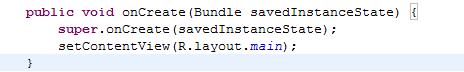 public void onCreate(Bundle savedInstanceState) {
super.onCreate(savedInstanceState);
setContentView(R.layout.main);
}